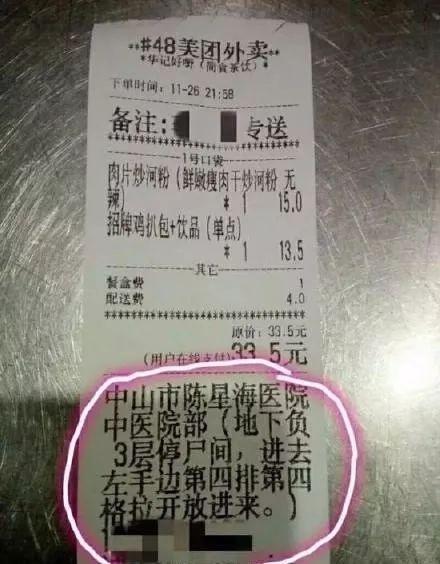 **#48美团外卖**
*华记好嘢（简食茶饮）*
下单时间：11-26 21:58
备注： 专送
1号口袋
肉片炒河粉（鲜嫩瘦肉干炒河粉 无
辣） * 1 15.0
招牌鸡扒包+饮品（单点）
* 1 13.5
其它
餐盒费 1
配送费 4.0
原价：33.5元
（用户在线支付）33.5元
中山市陈星海医院
中医院部（地下负
3层停尸间，进去
左手边第四排第四
格拉开放进来。）